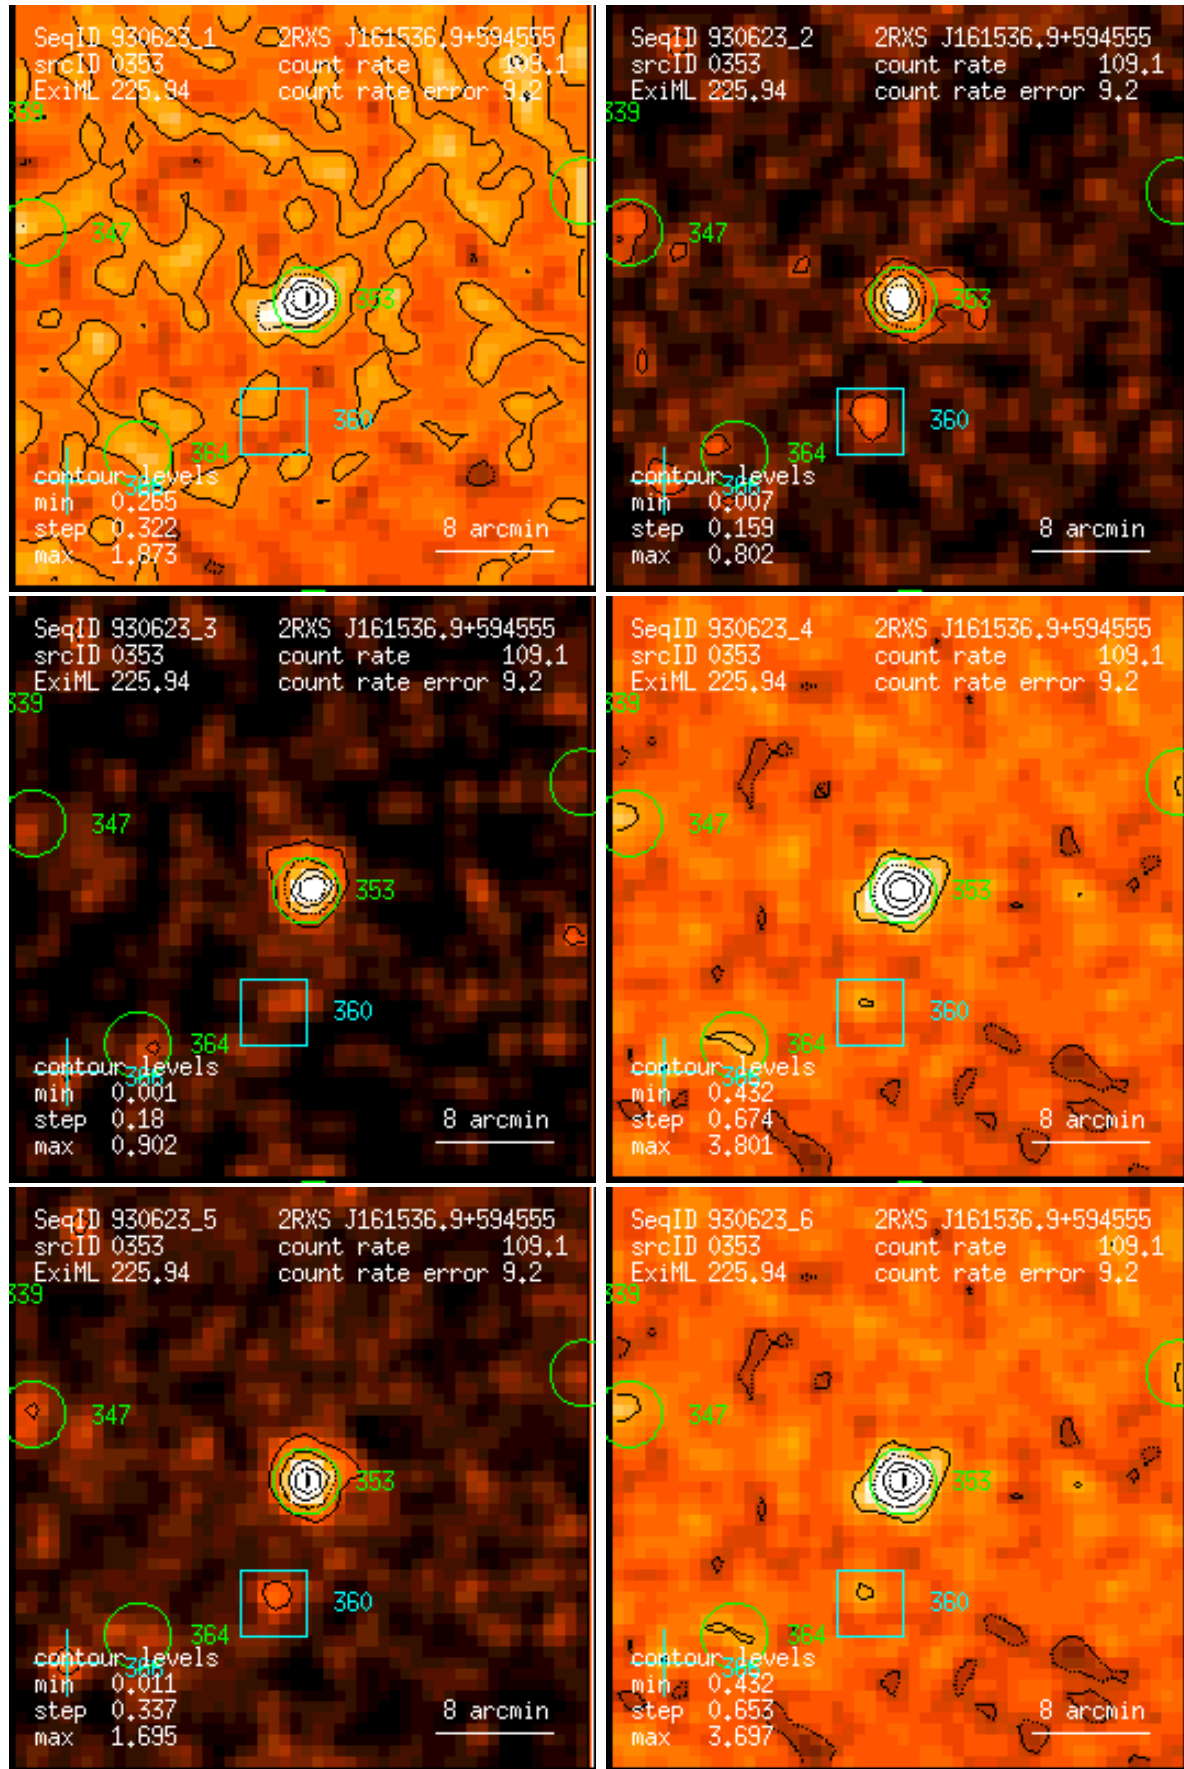 SeqID 930623_1 2RXS J161536.9+594555
srcID 0353 count rate 109.1
ExiML 225.94 count rate error 9.2
339
347
353
360
364
contour levels
366
min 0.265
step 0.322 8 arcmin
max 1.873
SeqID 930623_2 2RXS J161536.9+594555
srcID 0353 count rate 109.1
ExiML 225.94 count rate error 9.2
339
347
353
360
364
contour levels
366
min 0.007
step 0.159 8 arcmin
max 0.802
SeqID 930623_3 2RXS J161536.9+594555
srcID 0353 count rate 109.1
ExiML 225.94 count rate error 9.2
339
347
353
360
364
contour levels
366
min 0.001
step 0.18 8 arcmin
max 0.902
SeqID 930623_4 2RXS J161536.9+594555
srcID 0353 count rate 109.1
ExiML 225.94 count rate error 9.2
339
347
353
360
364
contour levels
366
min 0.432
step 0.674 8 arcmin
max 3.801
SeqID 930623_5 2RXS J161536.9+594555
srcID 0353 count rate 109.1
ExiML 225.94 count rate error 9.2
339
347
353
360
364
contour levels
366
min 0.011
step 0.337 8 arcmin
max 1.695
SeqID 930623_6 2RXS J161536.9+594555
srcID 0353 count rate 109.1
ExiML 225.94 count rate error 9.2
339
347
353
360
364
contour levels
366
min 0.432
step 0.653 8 arcmin
max 3.697